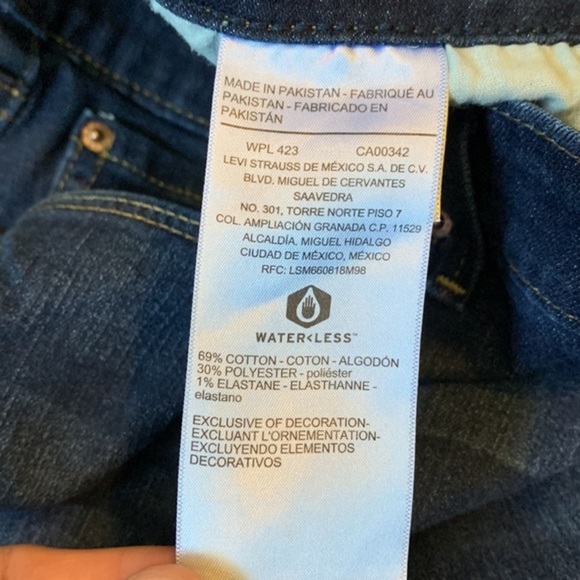 MADE IN PAKISTAN - FABRIQUÉ AU
PAKISTAN - FABRICADO EN
PAKISTÁN
WPL 423 CA00342
LEVI STRAUSS DE MÉXICO S.A. DE C.V.
BLVD. MIGUEL DE CERVANTES
SAAVEDRA
NO. 301, TORRE NORTE PISO 7
COL. AMPLIACIÓN GRANADA C.P. 11529
ALCALDÍA. MIGUEL HIDALGO
CIUDAD DE MÉXICO, MÉXICO
RFC: LSM660818M98
WATER<LESS™
69% COTTON - COTON - ALGODÓN
30% POLYESTER - poliéster
1% ELASTANE - ÉLASTHANNE -
elastano
EXCLUSIVE OF DECORATION-
EXCLUANT L'ORNEMENTATION-
EXCLUYENDO ELEMENTOS
DECORATIVOS